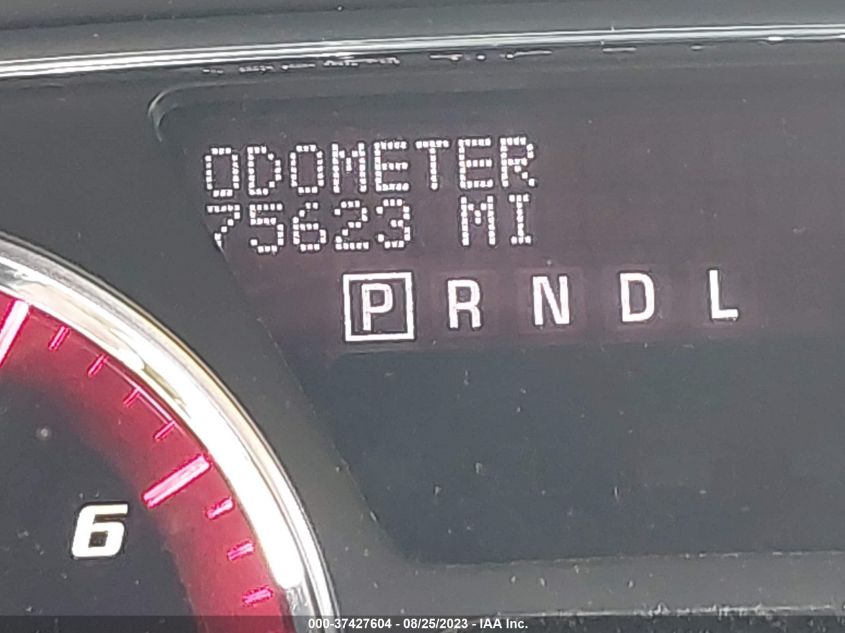 ODOMETER
75623 MI
P R N D L
6
000-37427604 - 08/25/2023 - IAA Inc.